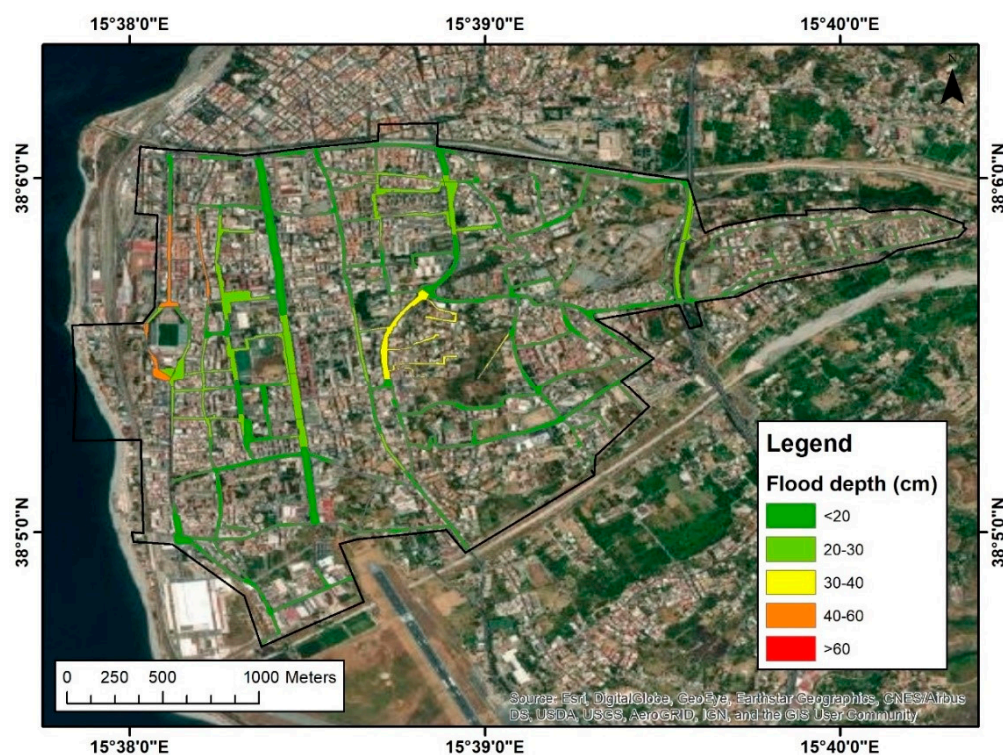 15°38'0"E 15°39'0"E 15°40'0"E
N
38°6'0"N 38°6'0"N
38°5'0"N 38°5'0"N
Legend
Flood depth (cm)
<20
20-30
30-40
40-60
>60
0 250 500 1000 Meters
Source: Esri, DigitalGlobe, GeoEye, Earthstar Geographics, CNES/Airbus
DS, USDA, USGS, AeroGRID, IGN, and the GIS User Community
15°38'0"E 15°39'0"E 15°40'0"E